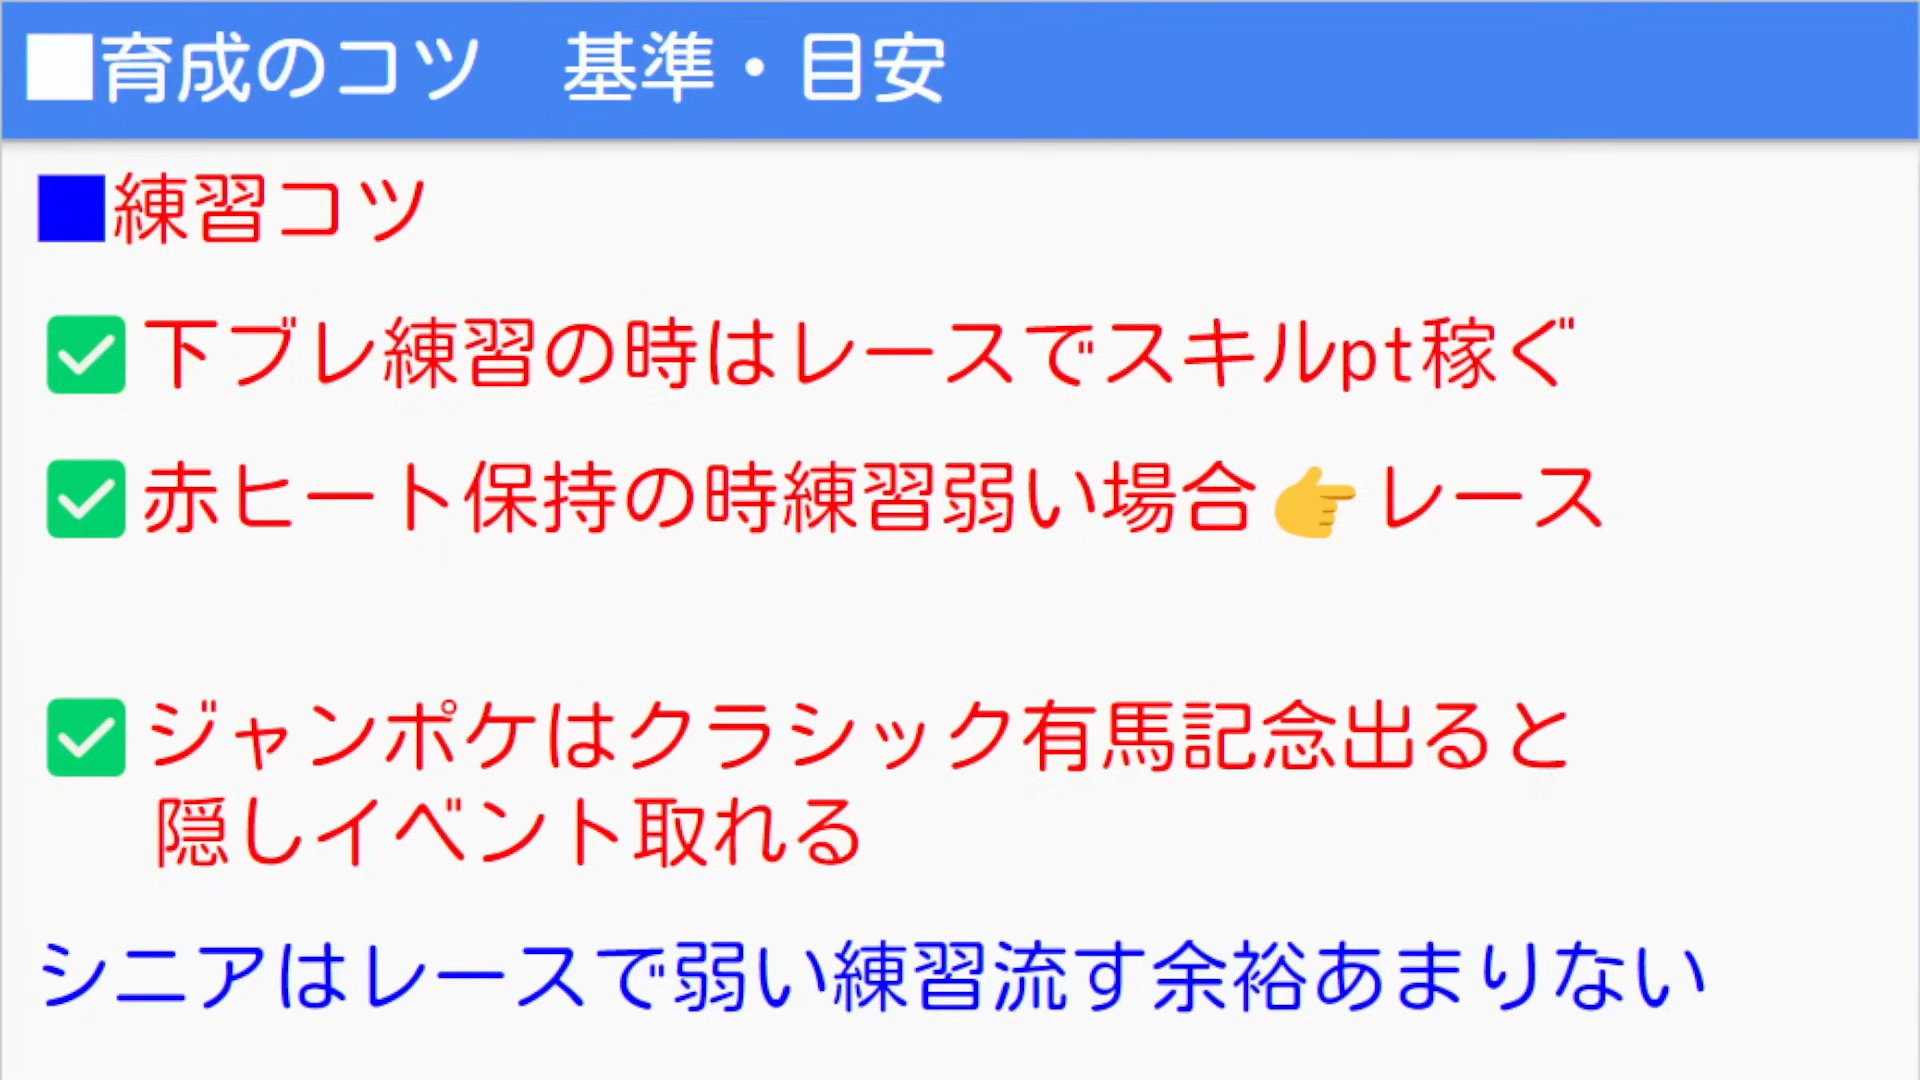 ■育成のコツ　基準・目安
■練習コツ
✅下ブレ練習の時はレースでスキルpt稼ぐ
✅赤ヒート保持の時練習弱い場合👉レース
✅ジャンポケはクラシック有馬記念出ると
隠しイベント取れる
シニアはレースで弱い練習流す余裕あまりない